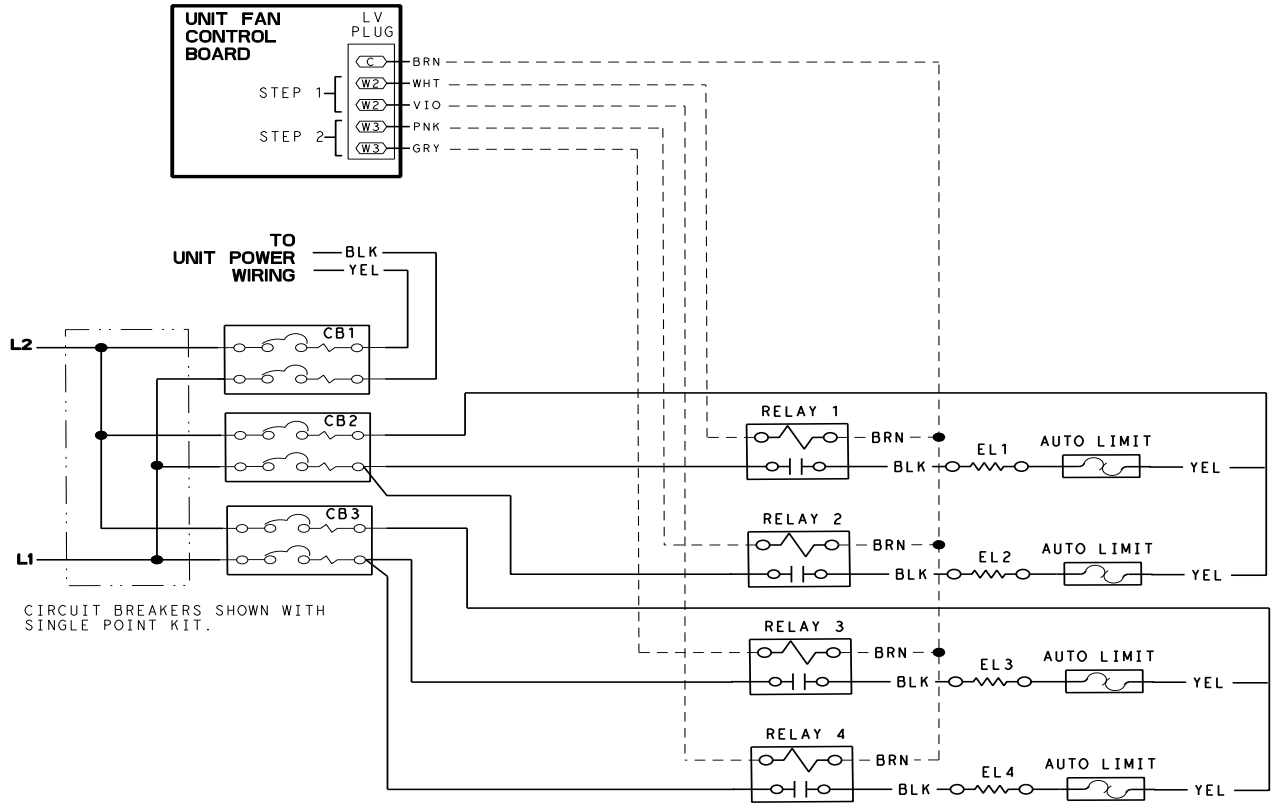 UNIT FAN
CONTROL
BOARD
LV
PLUG
C BRN
STEP 1
W2 WHT
W2 VIO
STEP 2
W3 PNK
W3 GRY
TO
UNIT POWER
WIRING
BLK
YEL
L2
CB1
CB2
CB3
L1
CIRCUIT BREAKERS SHOWN WITH
SINGLE POINT KIT.
RELAY 1
BRN
BLK
EL1
AUTO LIMIT
YEL
RELAY 2
BRN
BLK
EL2
AUTO LIMIT
YEL
RELAY 3
BRN
BLK
EL3
AUTO LIMIT
YEL
RELAY 4
BRN
BLK
EL4
AUTO LIMIT
YEL